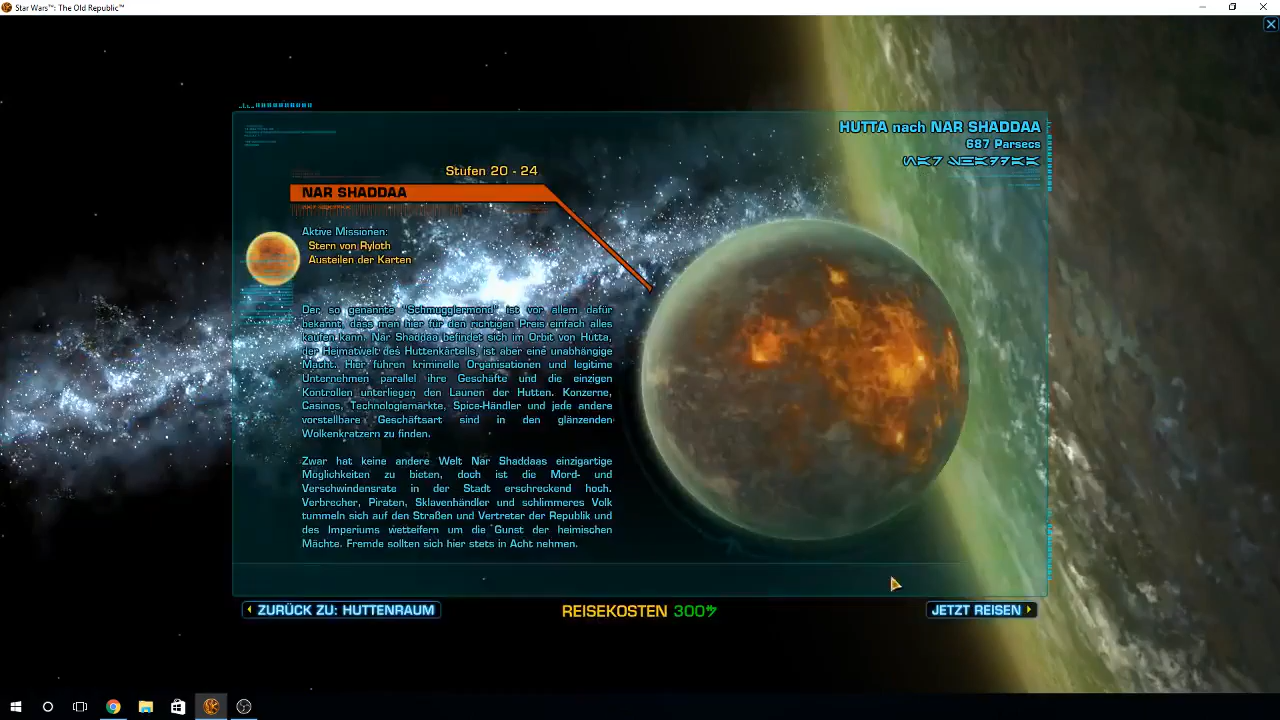 Star Wars™: The Old Republic™
HUTTA nach NAR SHADDAA
687 Parsecs
Stufen 20 - 24
NAR SHADDAA
Aktive Missionen:
Stern von Ryloth
Austeilen der Karten
Der so genannte "Schmugglermond" ist vor allem dafür
bekannt, dass man hier für den richtigen Preis einfach alles
kaufen kann. Nar Shaddaa befindet sich im Orbit von Hutta,
der Heimatwelt des Huttenkartells, ist aber eine unabhängige
Macht. Hier führen kriminelle Organisationen und legitime
Unternehmen parallel ihre Geschäfte und die einzigen
Kontrollen unterliegen den Launen der Hutten. Konzerne,
Casinos, Technologiemärkte, Spice-Händler und jede andere
vorstellbare Geschäftsart sind in den glänzenden
Wolkenkratzern zu finden.
Zwar hat keine andere Welt Nar Shaddaas einzigartige
Möglichkeiten zu bieten, doch ist die Mord- und
Verschwindensrate in der Stadt erschreckend hoch.
Verbrecher, Piraten, Sklavenhändler und schlimmeres Volk
tummeln sich auf den Straßen und Vertreter der Republik und
des Imperiums wetteifern um die Gunst der heimischen
Mächte. Fremde sollten sich hier stets in Acht nehmen.
ZURÜCK ZU: HUTTENRAUM
REISEKOSTEN 300
JETZT REISEN